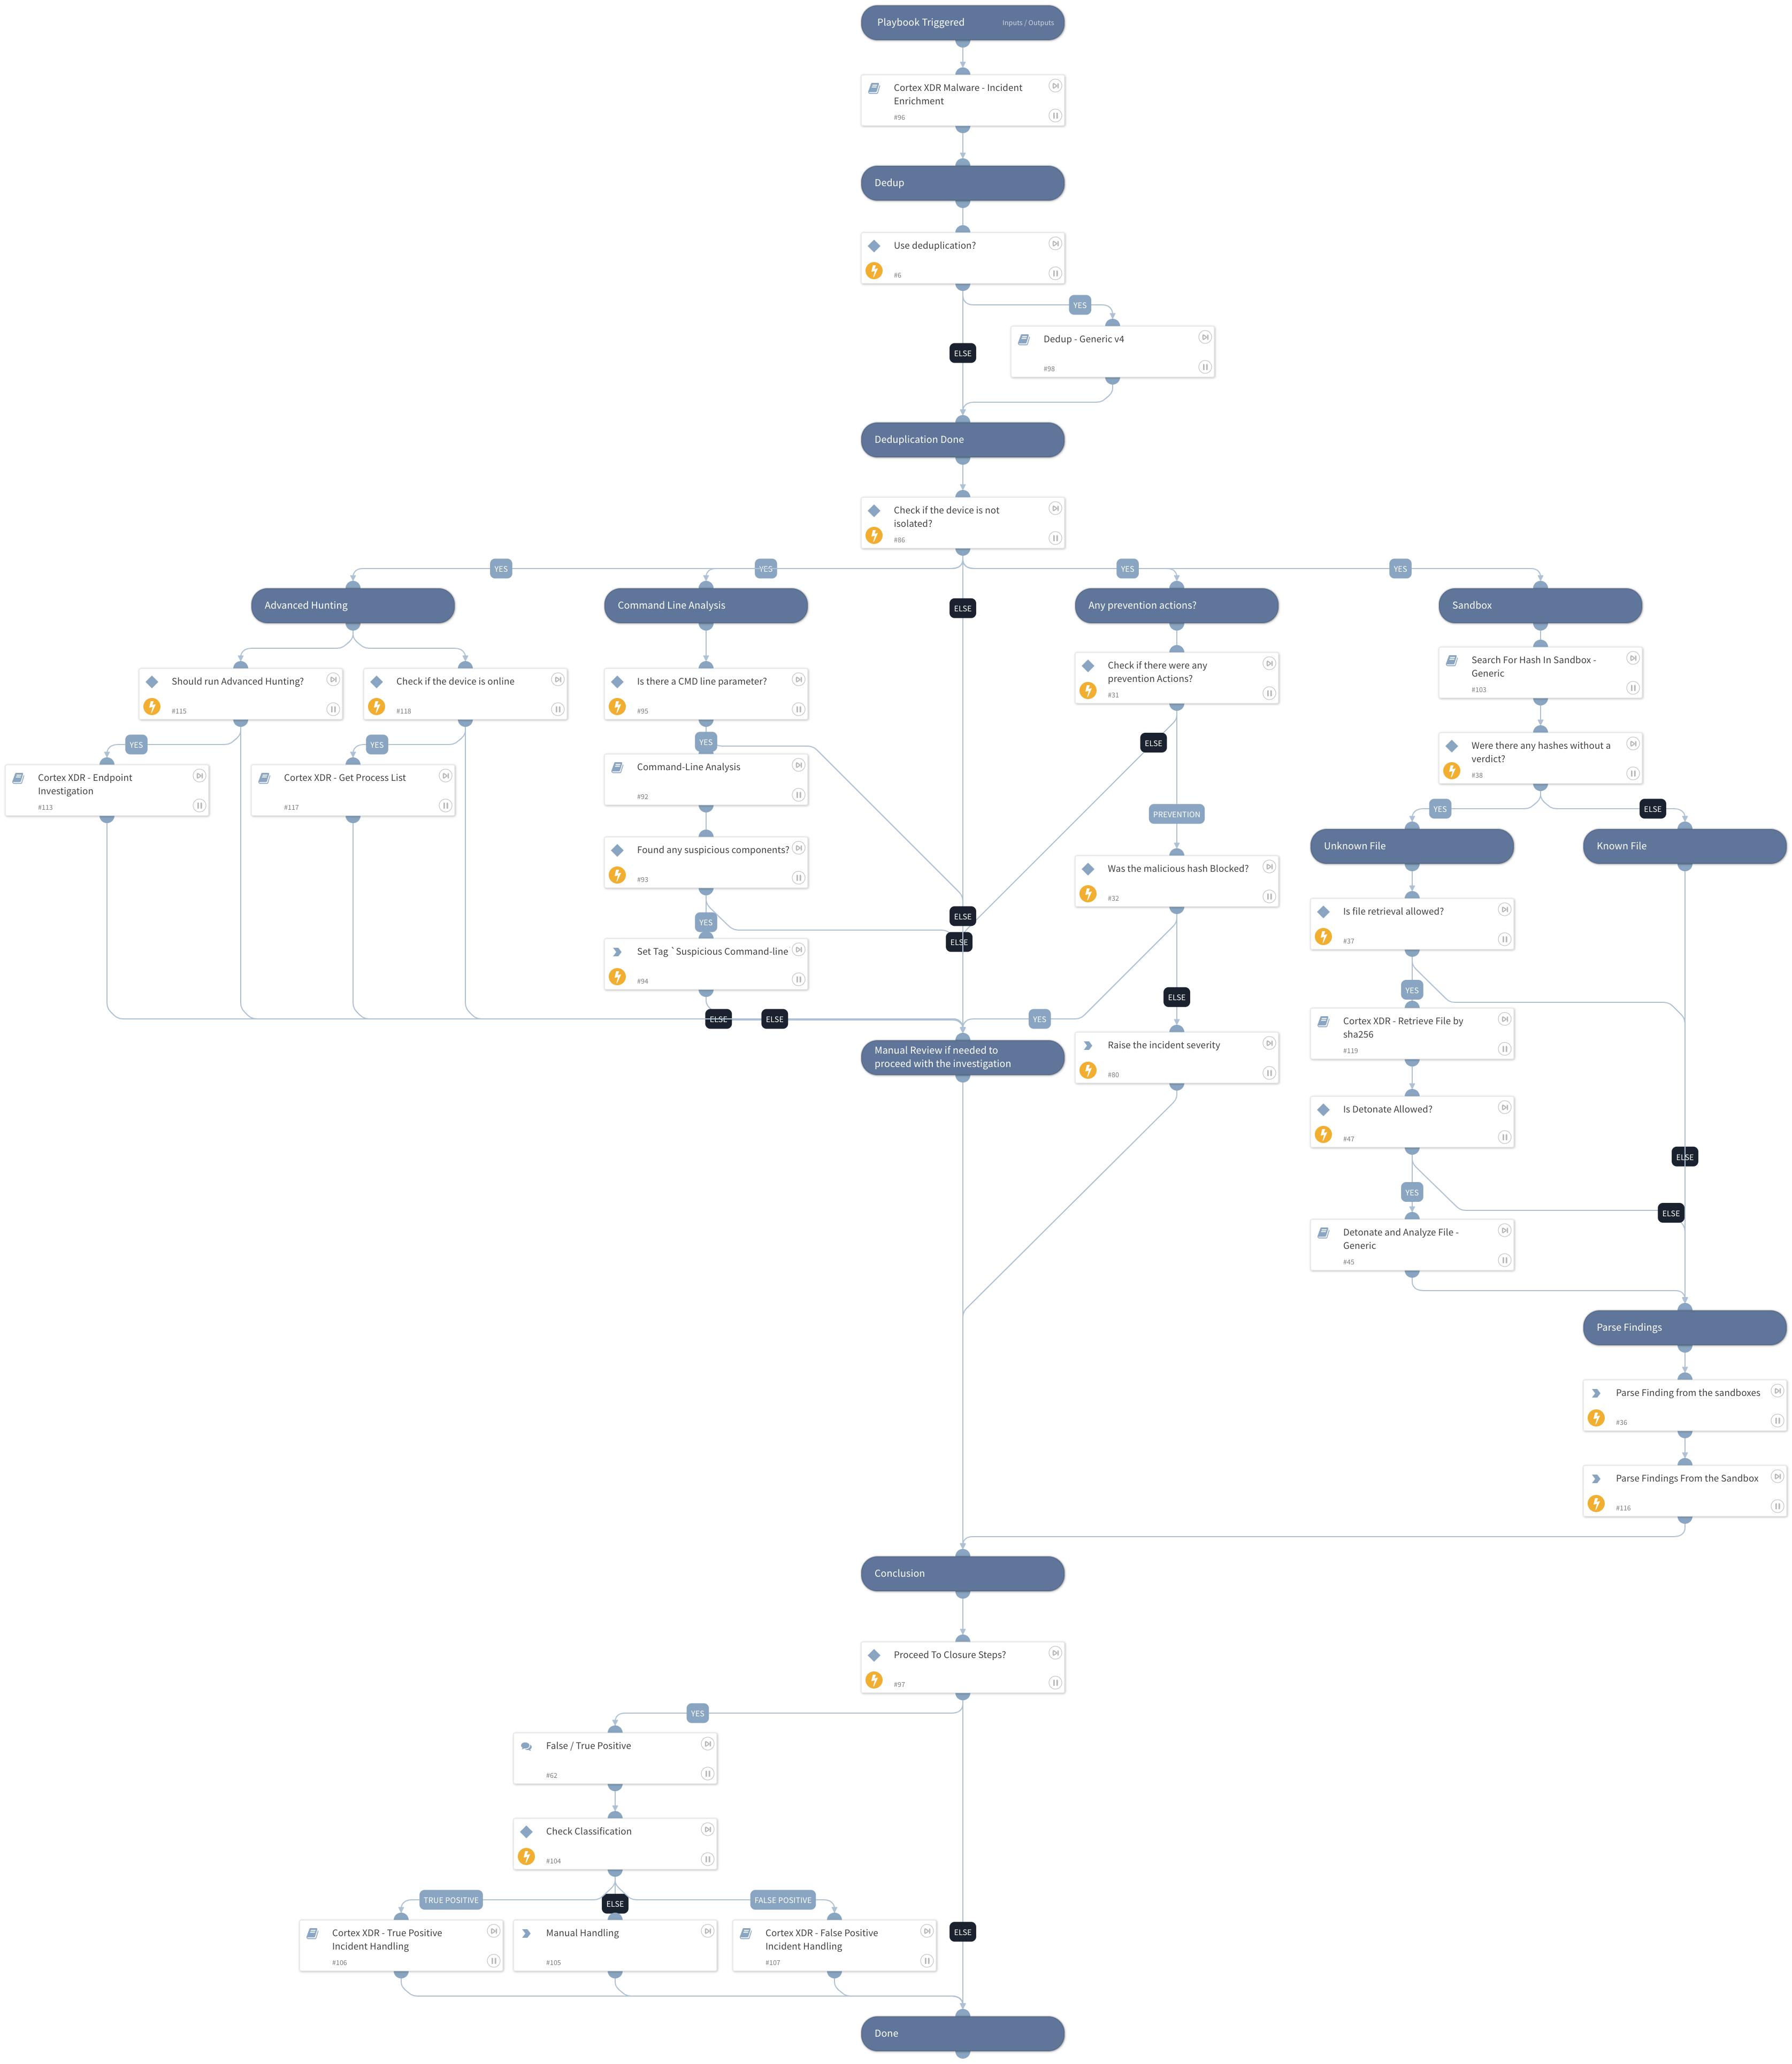 Playbook Triggered
Inputs / Outputs
Cortex XDR Malware - Incident
Enrichment
#96
Dedup
Use deduplication?
#6
YES
Dedup - Generic v4
#98
ELSE
Deduplication Done
Check if the device is not
isolated?
#86
YES
YES
YES
YES
Advanced Hunting
Command Line Analysis
ELSE
Any prevention actions?
Sandbox
Should run Advanced Hunting?
#115
Check if the device is online
#118
Is there a CMD line parameter?
#95
Check if there were any
prevention Actions?
#31
Search For Hash In Sandbox -
Generic
#103
YES
YES
YES
ELSE
Were there any hashes without a
verdict?
#38
Cortex XDR - Endpoint
Investigation
#113
Cortex XDR - Get Process List
#117
Command-Line Analysis
#92
PREVENTION
YES
ELSE
Found any suspicious components?
#93
Was the malicious hash Blocked?
#32
Unknown File
Known File
YES
ELSE
ELSE
Is file retrieval allowed?
#37
Set Tag `Suspicious Command-line
#94
ELSE
YES
ELSE
ELSE
YES
Cortex XDR - Retrieve File by
sha256
#119
Manual Review if needed to
proceed with the investigation
Raise the incident severity
#80
Is Detonate Allowed?
#47
ELSE
YES
ELSE
Detonate and Analyze File -
Generic
#45
Parse Findings
Parse Finding from the sandboxes
#36
Parse Findings From the Sandbox
#116
Conclusion
Proceed To Closure Steps?
#97
YES
False / True Positive
#62
Check Classification
#104
TRUE POSITIVE
ELSE
FALSE POSITIVE
Cortex XDR - True Positive
Incident Handling
#106
Manual Handling
#105
Cortex XDR - False Positive
Incident Handling
#107
ELSE
Done